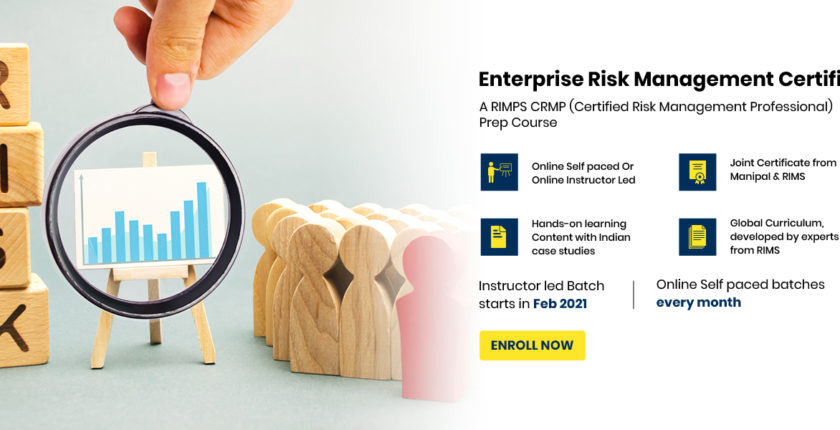 R
I
S
K
Enterprise Risk Management Certifi
A RIMPS CRMP (Certified Risk Management Professional)
Prep Course
Online Self paced Or
Online Instructor Led
Joint Certificate from
Manipal & RIMS
Hands-on learning
Content with Indian
case studies
Global Curriculum,
developed by experts
from RIMS
Instructor led Batch
starts in Feb 2021
Online Self paced batches
every month
ENROLL NOW